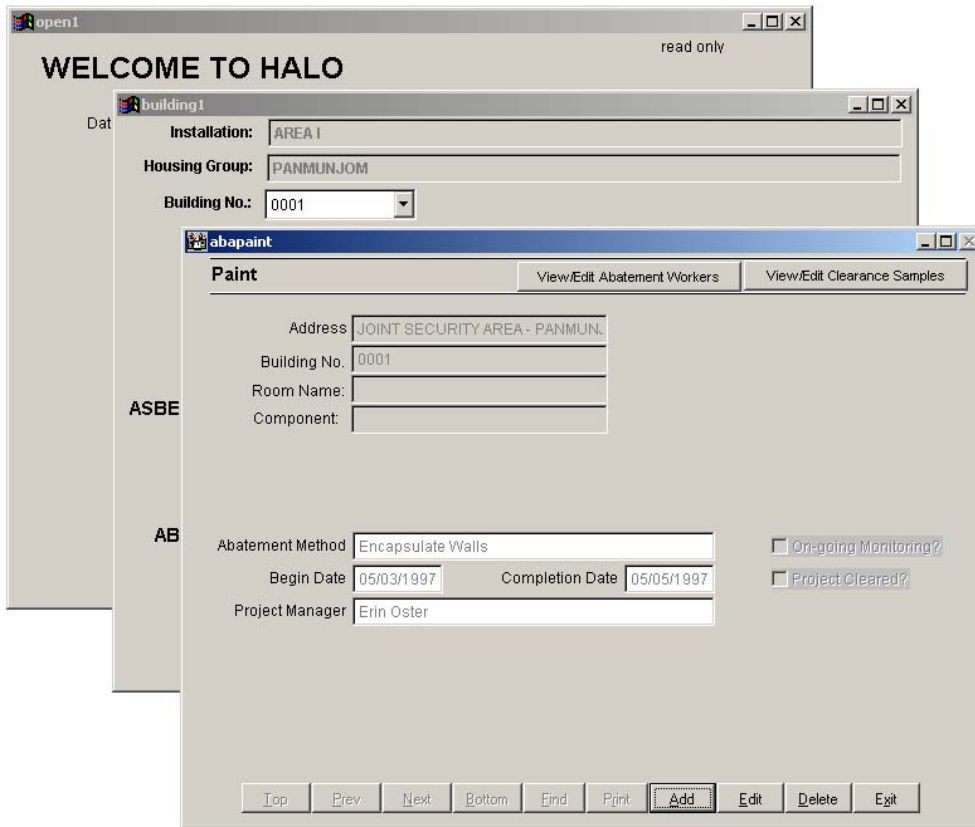 open1
read only
WELCOME TO HALO
building1
Dat
Installation: AREA I
Housing Group: PANMUNJOM
Building No.: 0001
abapaint
Paint View/Edit Abatement Workers View/Edit Clearance Samples
Address JOINT SECURITY AREA - PANMUNJ
Building No. 0001
Room Name:
ASBE
Component:
AB
Abatement Method Encapsulate Walls On-going Monitoring?
Begin Date 05/03/1997 Completion Date 05/05/1997 Project Cleared?
Project Manager Erin Oster
Top Prev Next Bottom Find Print Add Edit Delete Exit